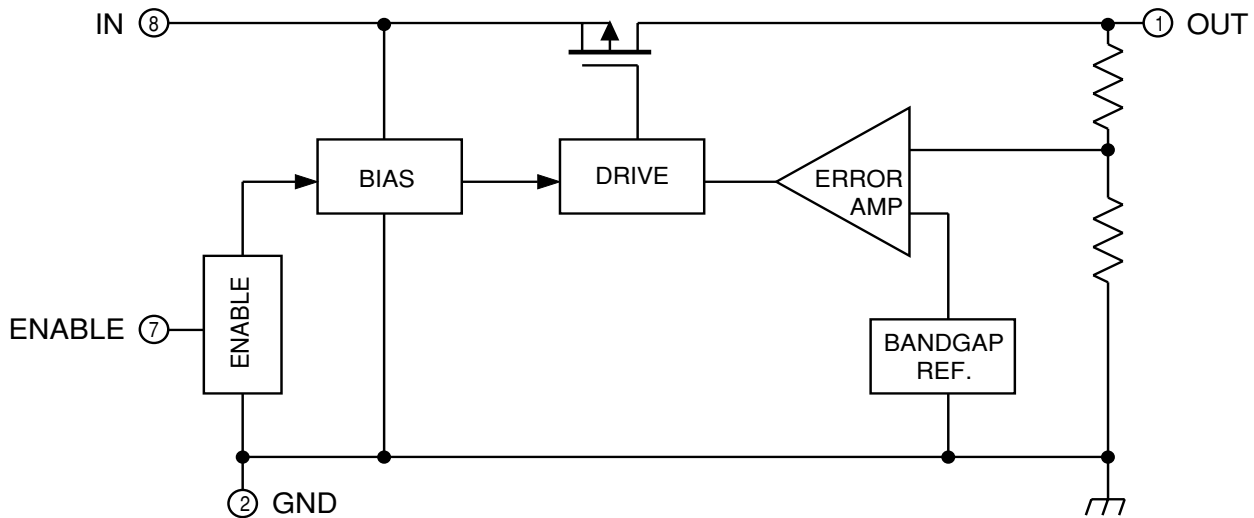 IN 8
1 OUT
BIAS
DRIVE
ERROR
AMP
ENABLE 7
ENABLE
BANDGAP
REF.
2 GND